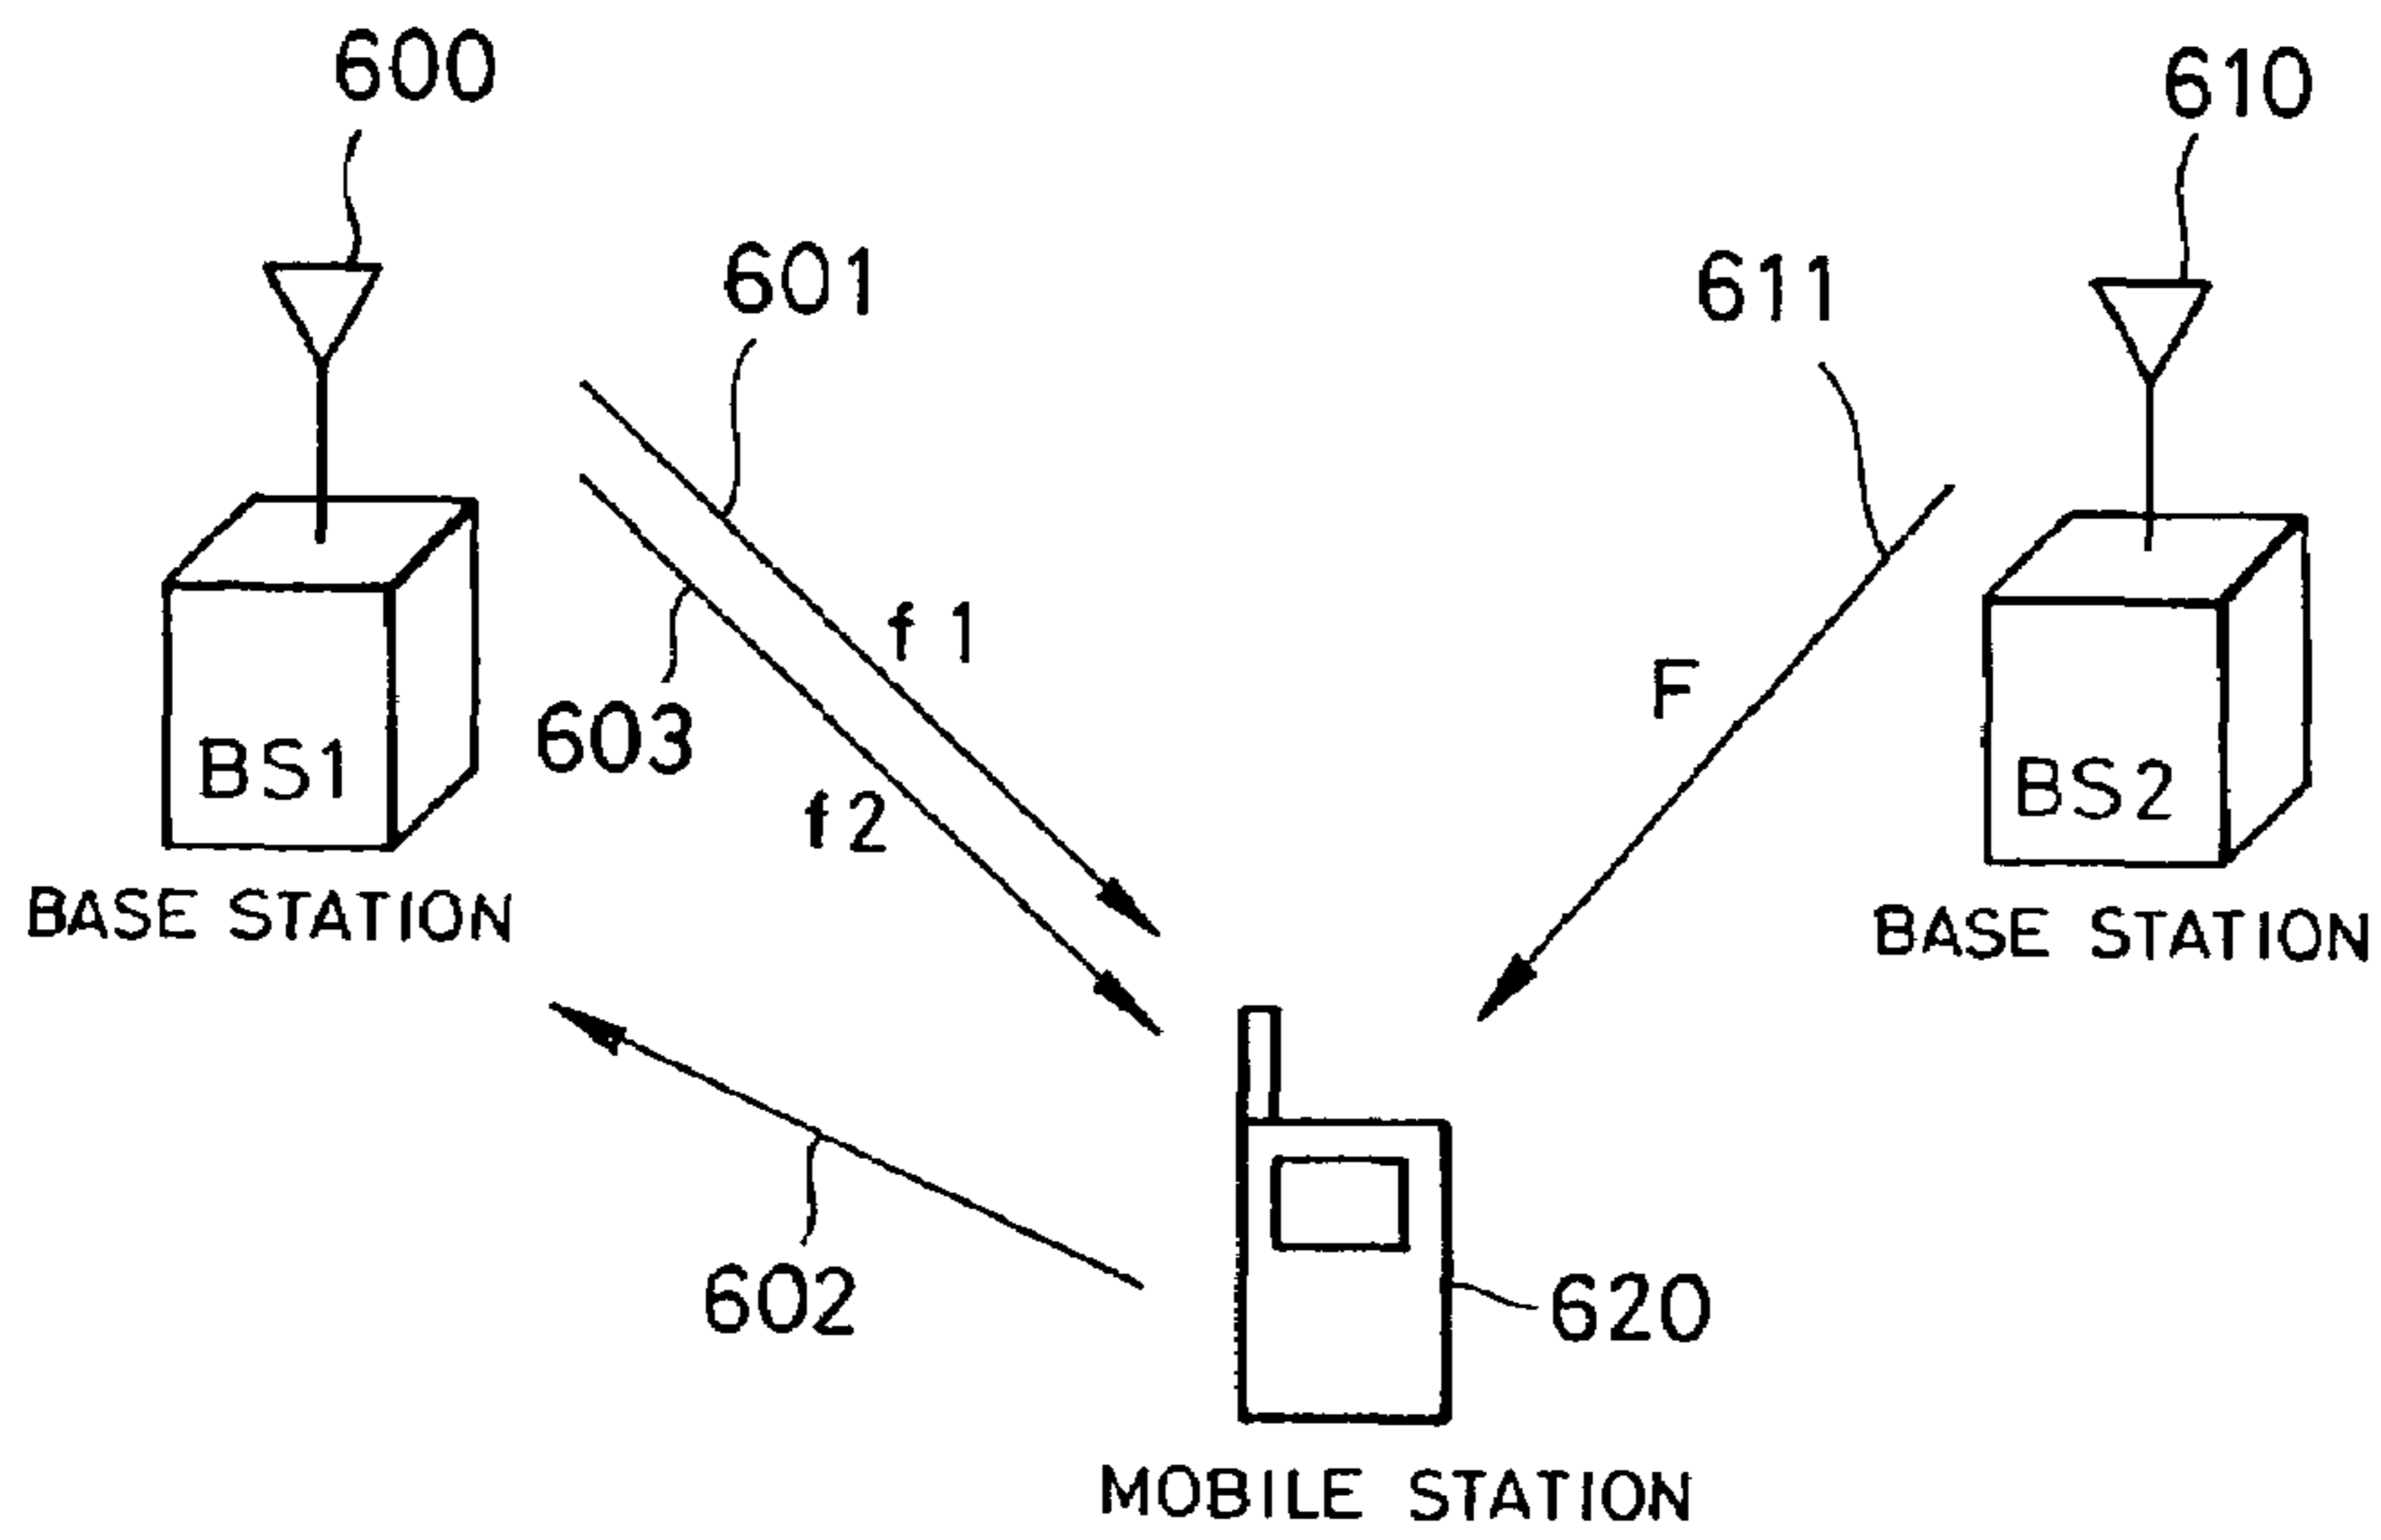 600
610
601
611
f1
F
603
BS1
f2
BS2
BASE STATION
BASE STATION
602
620
MOBILE STATION